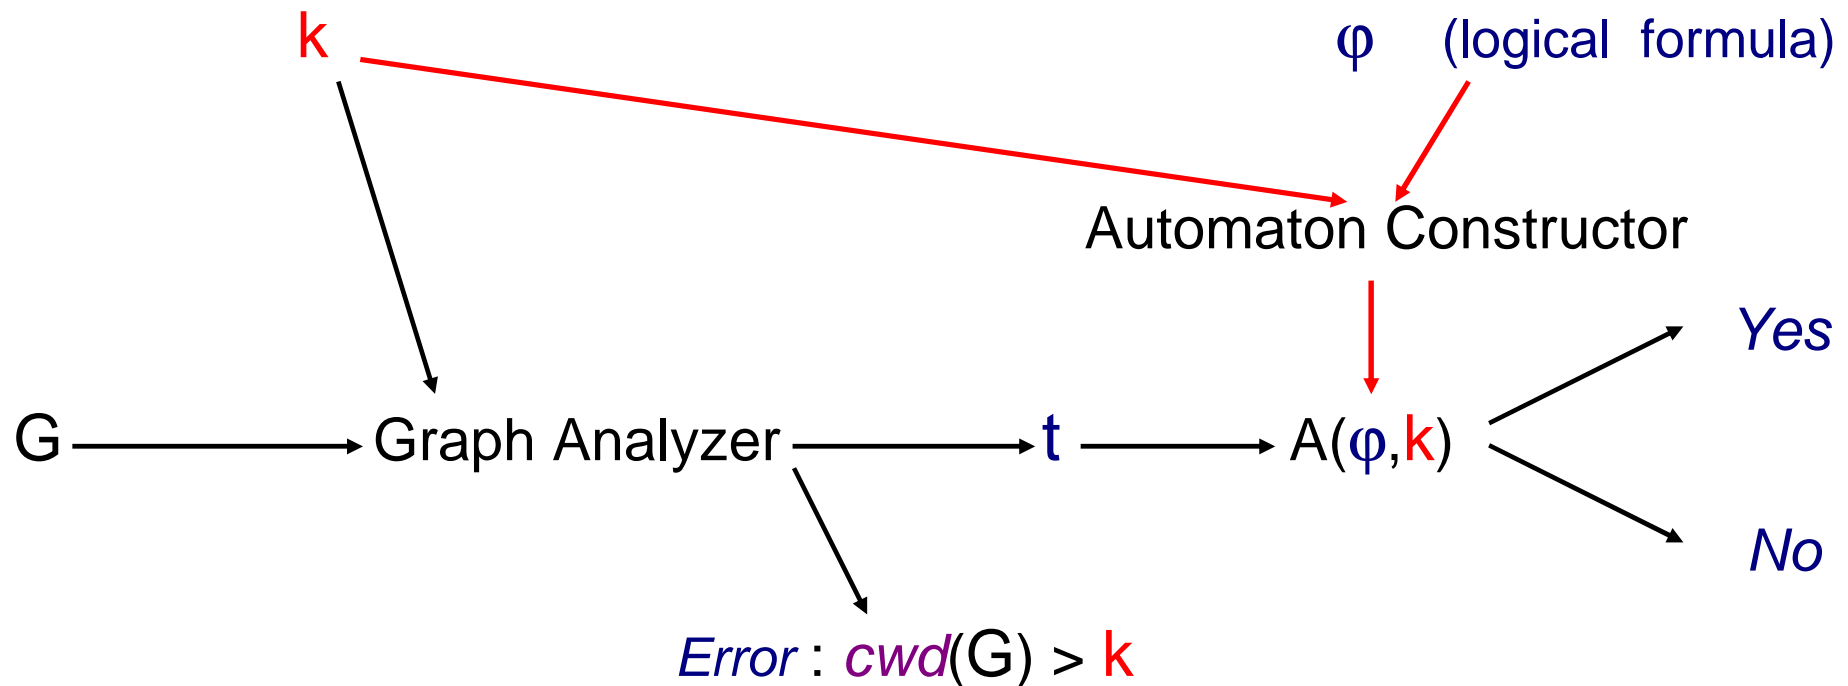 k φ (logical formula)
Automaton Constructor
Yes
G Graph Analyzer t A(φ,k)
No
Error : cwd(G) > k